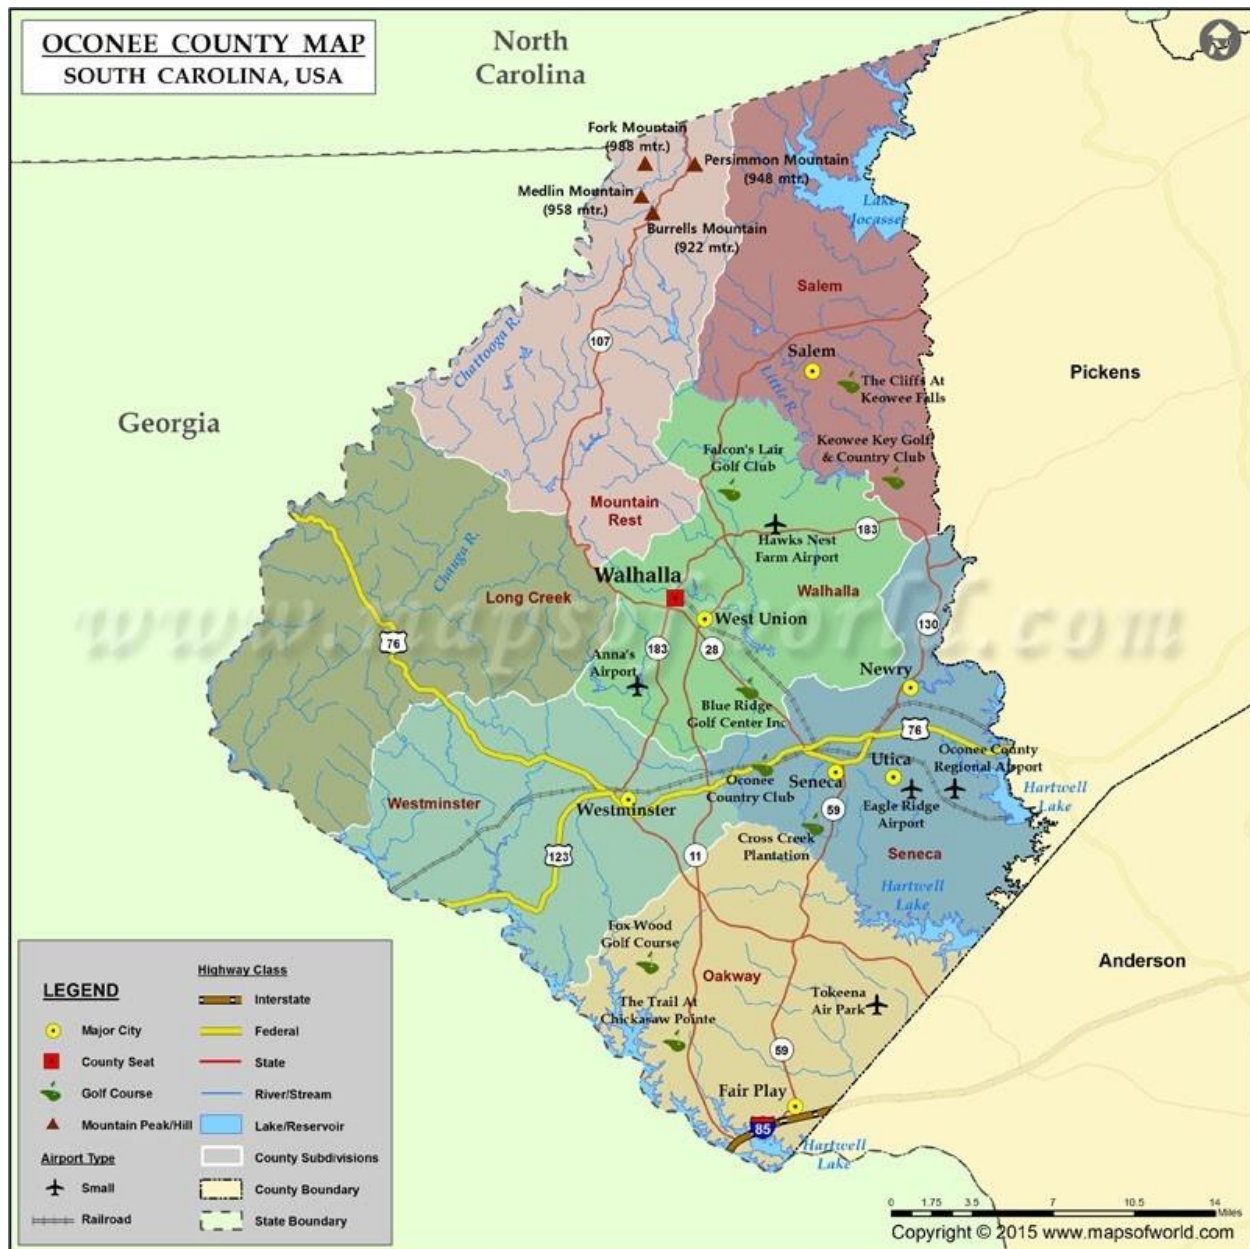 OCONEE COUNTY MAP
SOUTH CAROLINA, USA
North
Carolina
Fork Mountain
(988 mtr.)
Persimmon Mountain
(948 mtr.)
Medlin Mountain
(958 mtr.)
Burrells Mountain
(922 mtr.)
Lake
Jocassee
Salem
Chattooga R.
107
Salem
Little R.
The Cliffs At
Keowee Falls
Pickens
Georgia
Falcon's Lair
Golf Club
Keowee Key Golf
& Country Club
Mountain
Rest
183
Hawks Nest
Farm Airport
Chauga R.
Walhalla
Walhalla
Long Creek
www.mapsofworld.com
West Union
130
76
183
28
Anna's
Airport
Newry
Blue Ridge
Golf Center Inc
76
Oconee County
Regional Airport
Utica
Seneca
Oconee
Country Club
Hartwell
Lake
Westminster
Westminster
Eagle Ridge
Airport
59
Cross Creek
Plantation
123
11
Seneca
Hartwell
Lake
Fox Wood
Golf Course
Oakway
Anderson
The Trail At
Chickasaw Pointe
Tokeena
Air Park
59
Fair Play
85
Hartwell
Lake
LEGEND
Major City
County Seat
Golf Course
Mountain Peak/Hill
Airport Type
Small
Railroad
Highway Class
Interstate
Federal
State
River/Stream
Lake/Reservoir
County Subdivisions
County Boundary
State Boundary
0 1.75 3.5 7 10.5 14
Miles
Copyright © 2015 www.mapsofworld.com